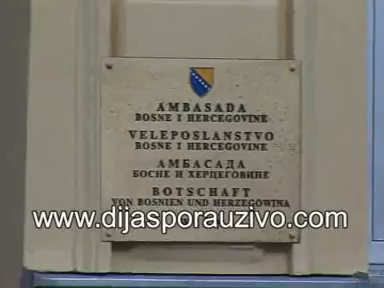 AMBASADA
BOSNE I HERCEGOVINE
VELEPOSLANSTVO
BOSNE I HERCEGOVINE
АМБАСАДА
БОСНЕ И ХЕРЦЕГОВИНЕ
BOTSCHAFT
VON BOSNIEN UND HERZEGOWINA
www.dijasporauzivo.com